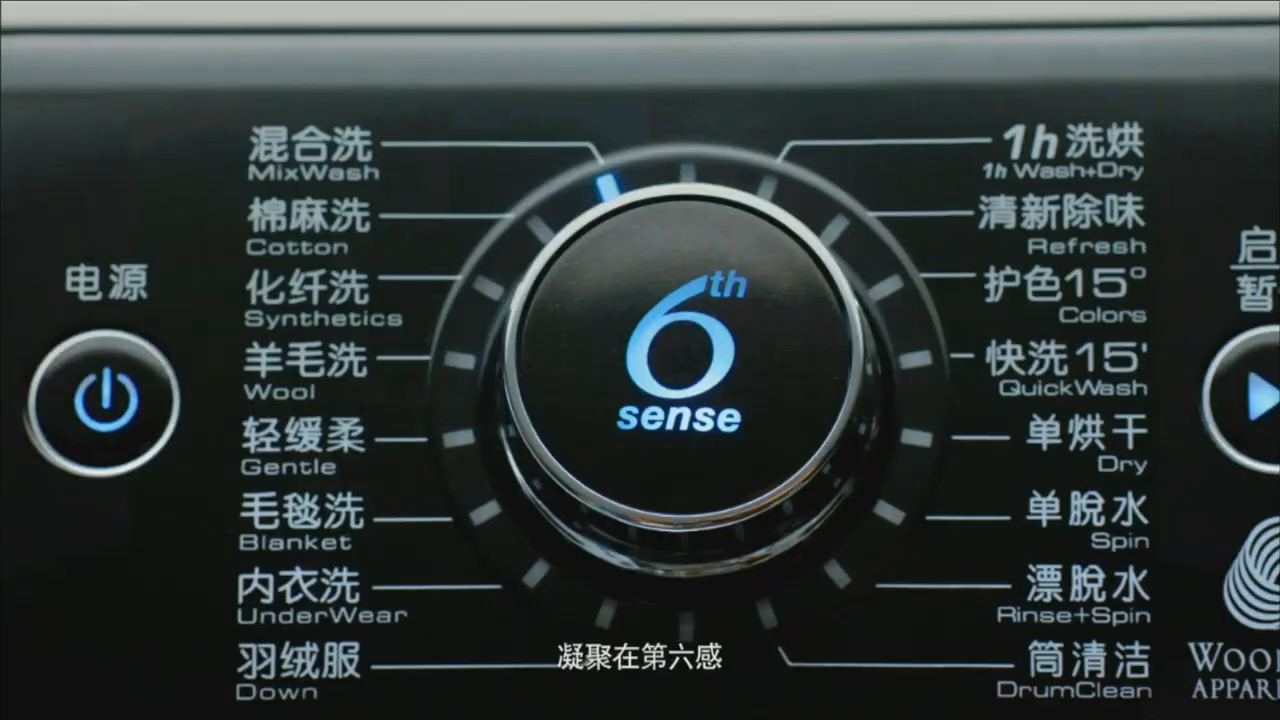 电源
混合洗
MixWash
棉麻洗
Cotton
化纤洗
Synthetics
羊毛洗
Wool
轻缓柔
Gentle
毛毯洗
Blanket
内衣洗
UnderWear
羽绒服
Down
6th
sense
1h洗烘
1h Wash+Dry
清新除味
Refresh
护色15°
Colors
快洗15'
QuickWash
单烘干
Dry
单脱水
Spin
漂脱水
Rinse+Spin
筒清洁
DrumClean
启
暂
凝聚在第六感